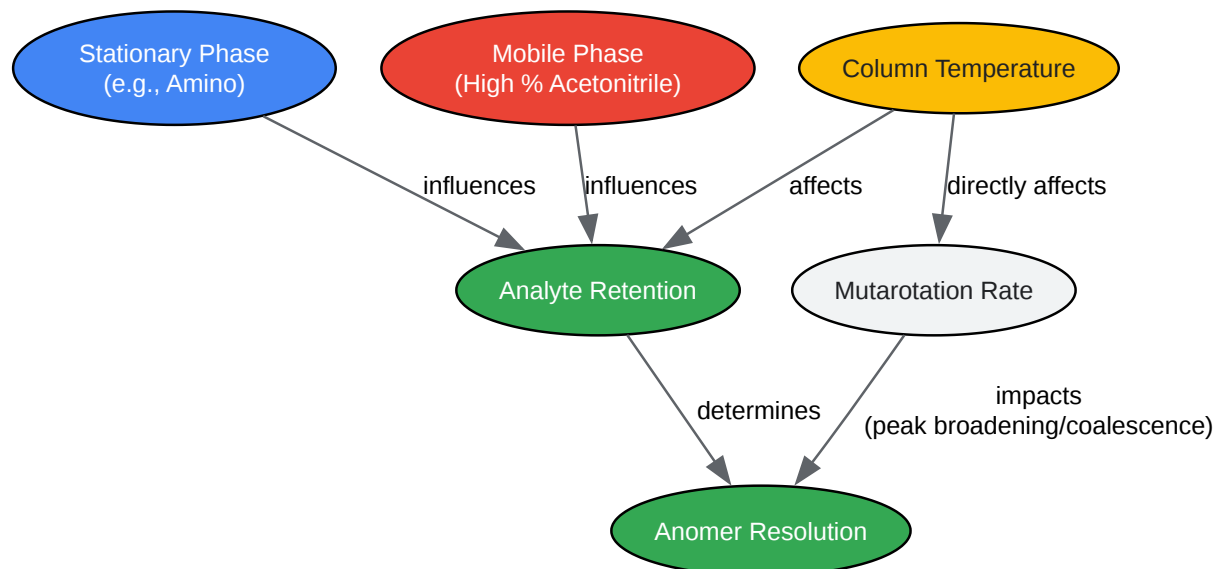 Stationary Phase
(e.g., Amino)
Mobile Phase
(High % Acetonitrile)
Column Temperature
influences
influences
affects
directly affects
Analyte Retention
Mutarotation Rate
determines
impacts
(peak broadening/coalescence)
Anomer Resolution